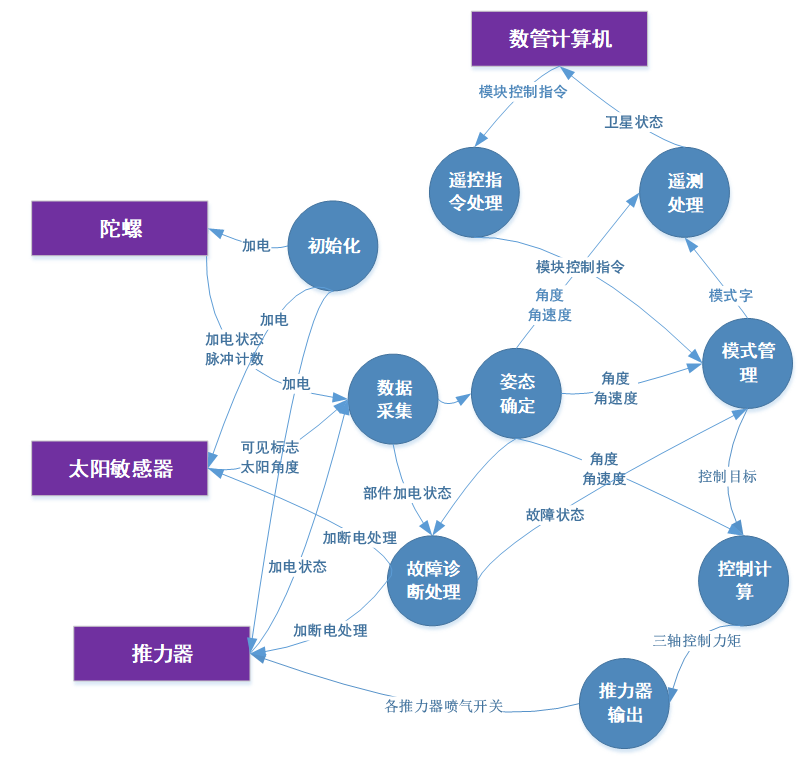 数管计算机
模块控制指令
卫星状态
遥控指
令处理
遥测
处理
陀螺
加电
初始化
模块控制指令
角度
角速度
模式字
加电
加电状态
脉冲计数
模式管
理
加电
数据
采集
姿态
确定
角度
角速度
可见标志
太阳角度
太阳敏感器
角度
角速度
控制目标
部件加电状态
故障状态
加断电处理
加电状态
故障诊
断处理
控制计
算
加断电处理
推力器
三轴控制力矩
推力器
输出
各推力器喷气开关